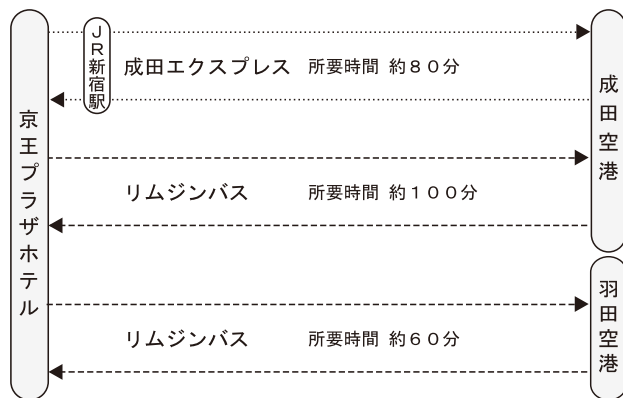 京王プラザホテル
JR新宿駅
成田エクスプレス 所要時間 約80分
リムジンバス 所要時間 約100分
成田空港
リムジンバス 所要時間 約60分
羽田空港